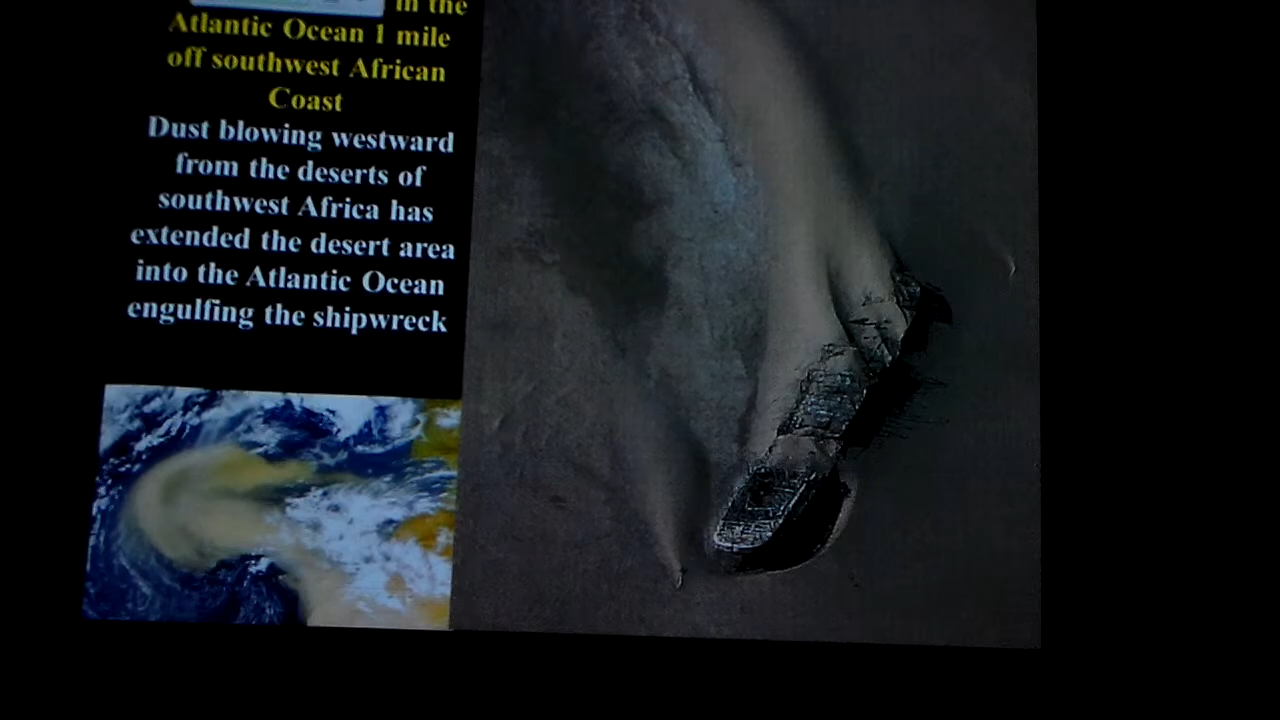 in the
Atlantic Ocean 1 mile
off southwest African
Coast
Dust blowing westward
from the deserts of
southwest Africa has
extended the desert area
into the Atlantic Ocean
engulfing the shipwreck